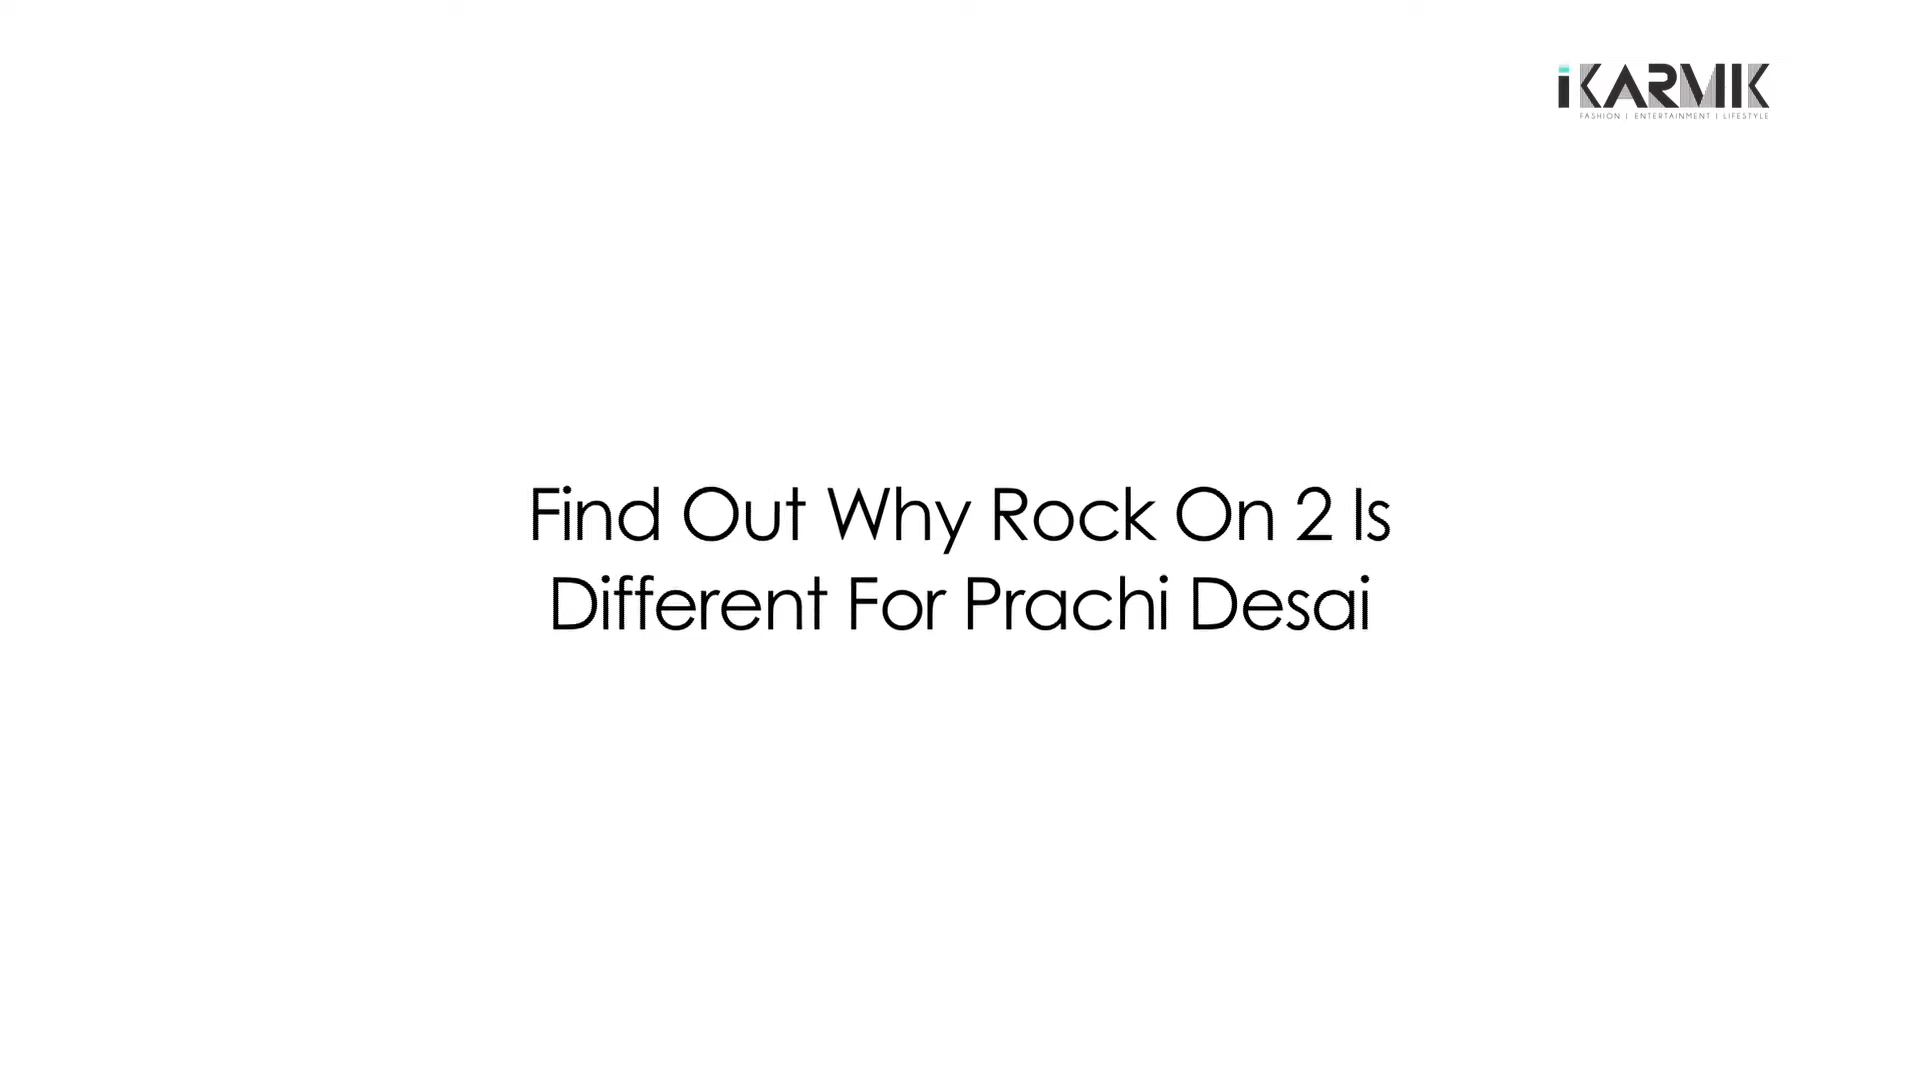 iKARMIK
FASHION | ENTERTAINMENT | LIFESTYLE
Find Out Why Rock On 2 Is
Different For Prachi Desai